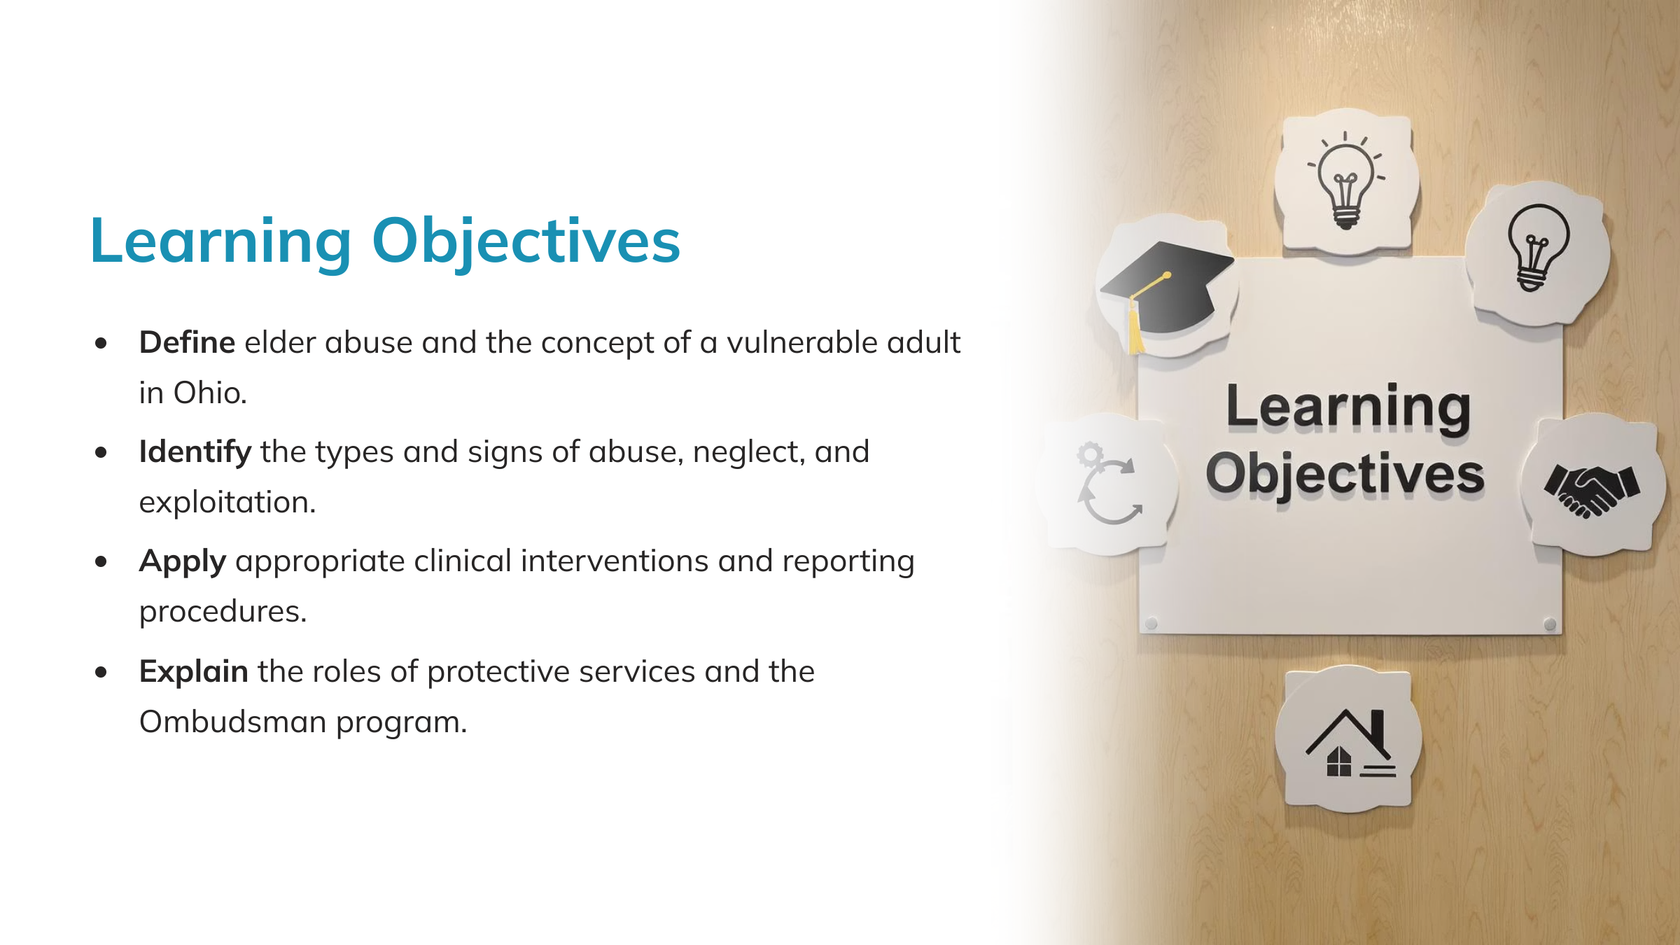 Learning Objectives
• Define elder abuse and the concept of a vulnerable adult
in Ohio.
• Identify the types and signs of abuse, neglect, and
exploitation.
• Apply appropriate clinical interventions and reporting
procedures.
• Explain the roles of protective services and the
Ombudsman program.
Learning
Objectives